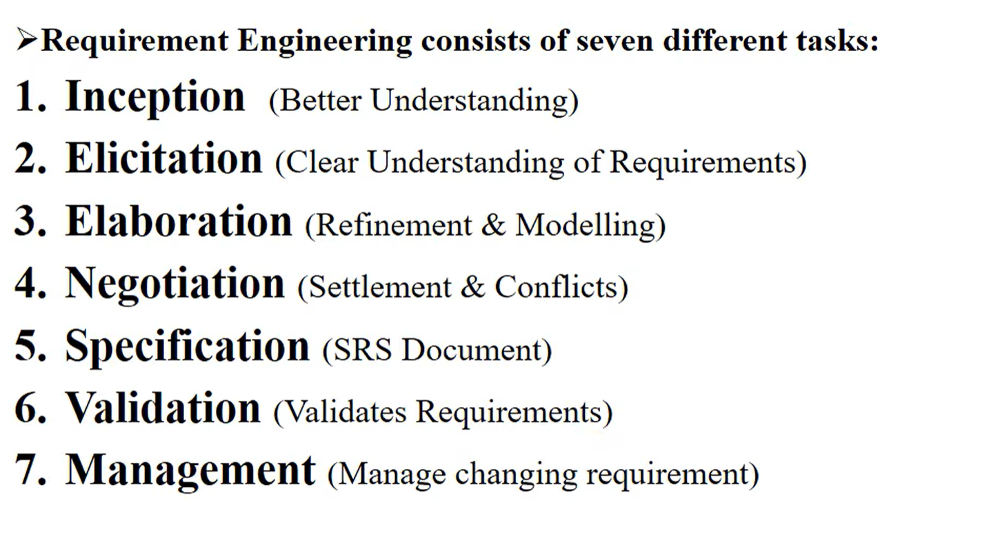 ➢Requirement Engineering consists of seven different tasks:
1. Inception (Better Understanding)
2. Elicitation (Clear Understanding of Requirements)
3. Elaboration (Refinement & Modelling)
4. Negotiation (Settlement & Conflicts)
5. Specification (SRS Document)
6. Validation (Validates Requirements)
7. Management (Manage changing requirement)